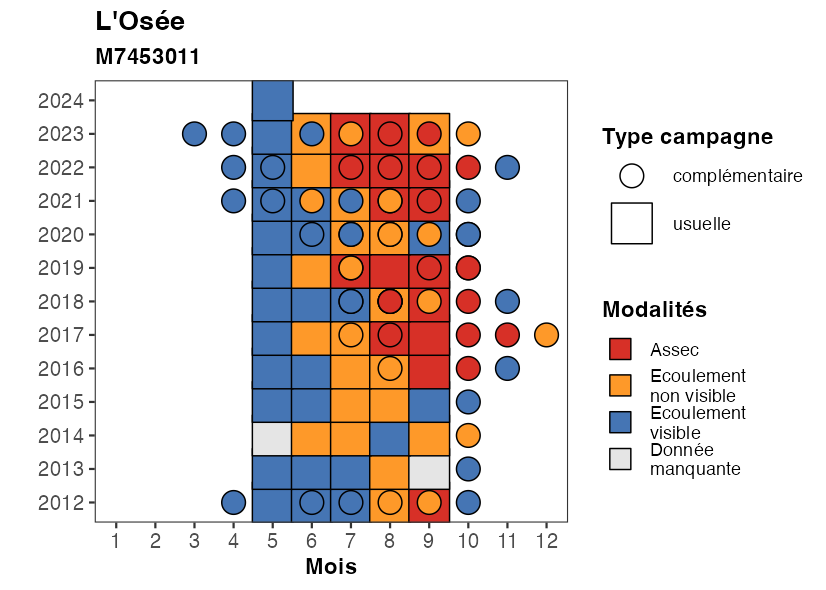 L'Osée
M7453011
2024
2023
2022
2021
2020
2019
2018
2017
2016
2015
2014
2013
2012
1 2 3 4 5 6 7 8 9 10 11 12
Mois
Type campagne
complémentaire
usuelle
Modalités
Assec
Ecoulement
non visible
Ecoulement
visible
Donnée
manquante